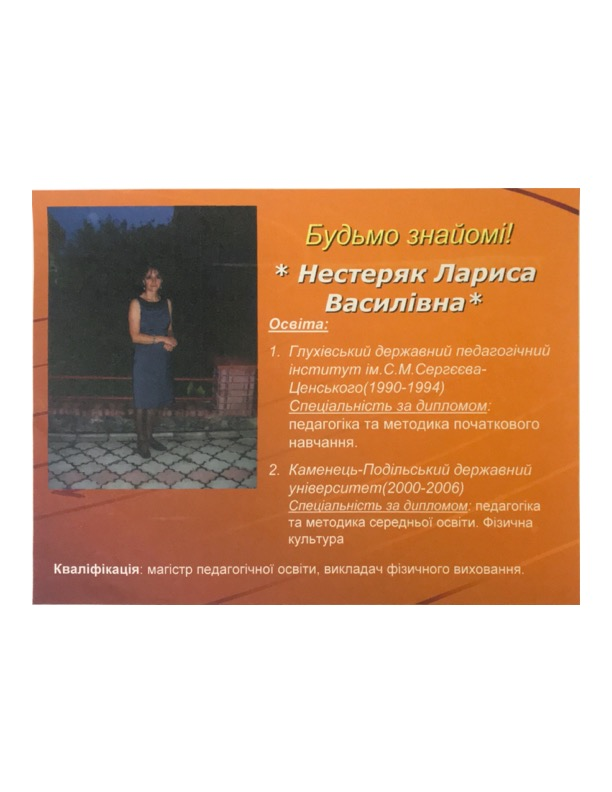 Будьмо знайомі!
* Нестеряк Лариса
Василівна*
Освіта:
1. Глухівський державний педагогічний
інститут ім.С.М.Сергєєва-
Ценського(1990-1994)
Спеціальність за дипломом:
педагогіка та методика початкового
навчання.
2. Каменець-Подільський державний
університет(2000-2006)
Спеціальність за дипломом: педагогіка
та методика середньої освіти. Фізична
культура
Кваліфікація: магістр педагогічної освіти, викладач фізичного виховання.